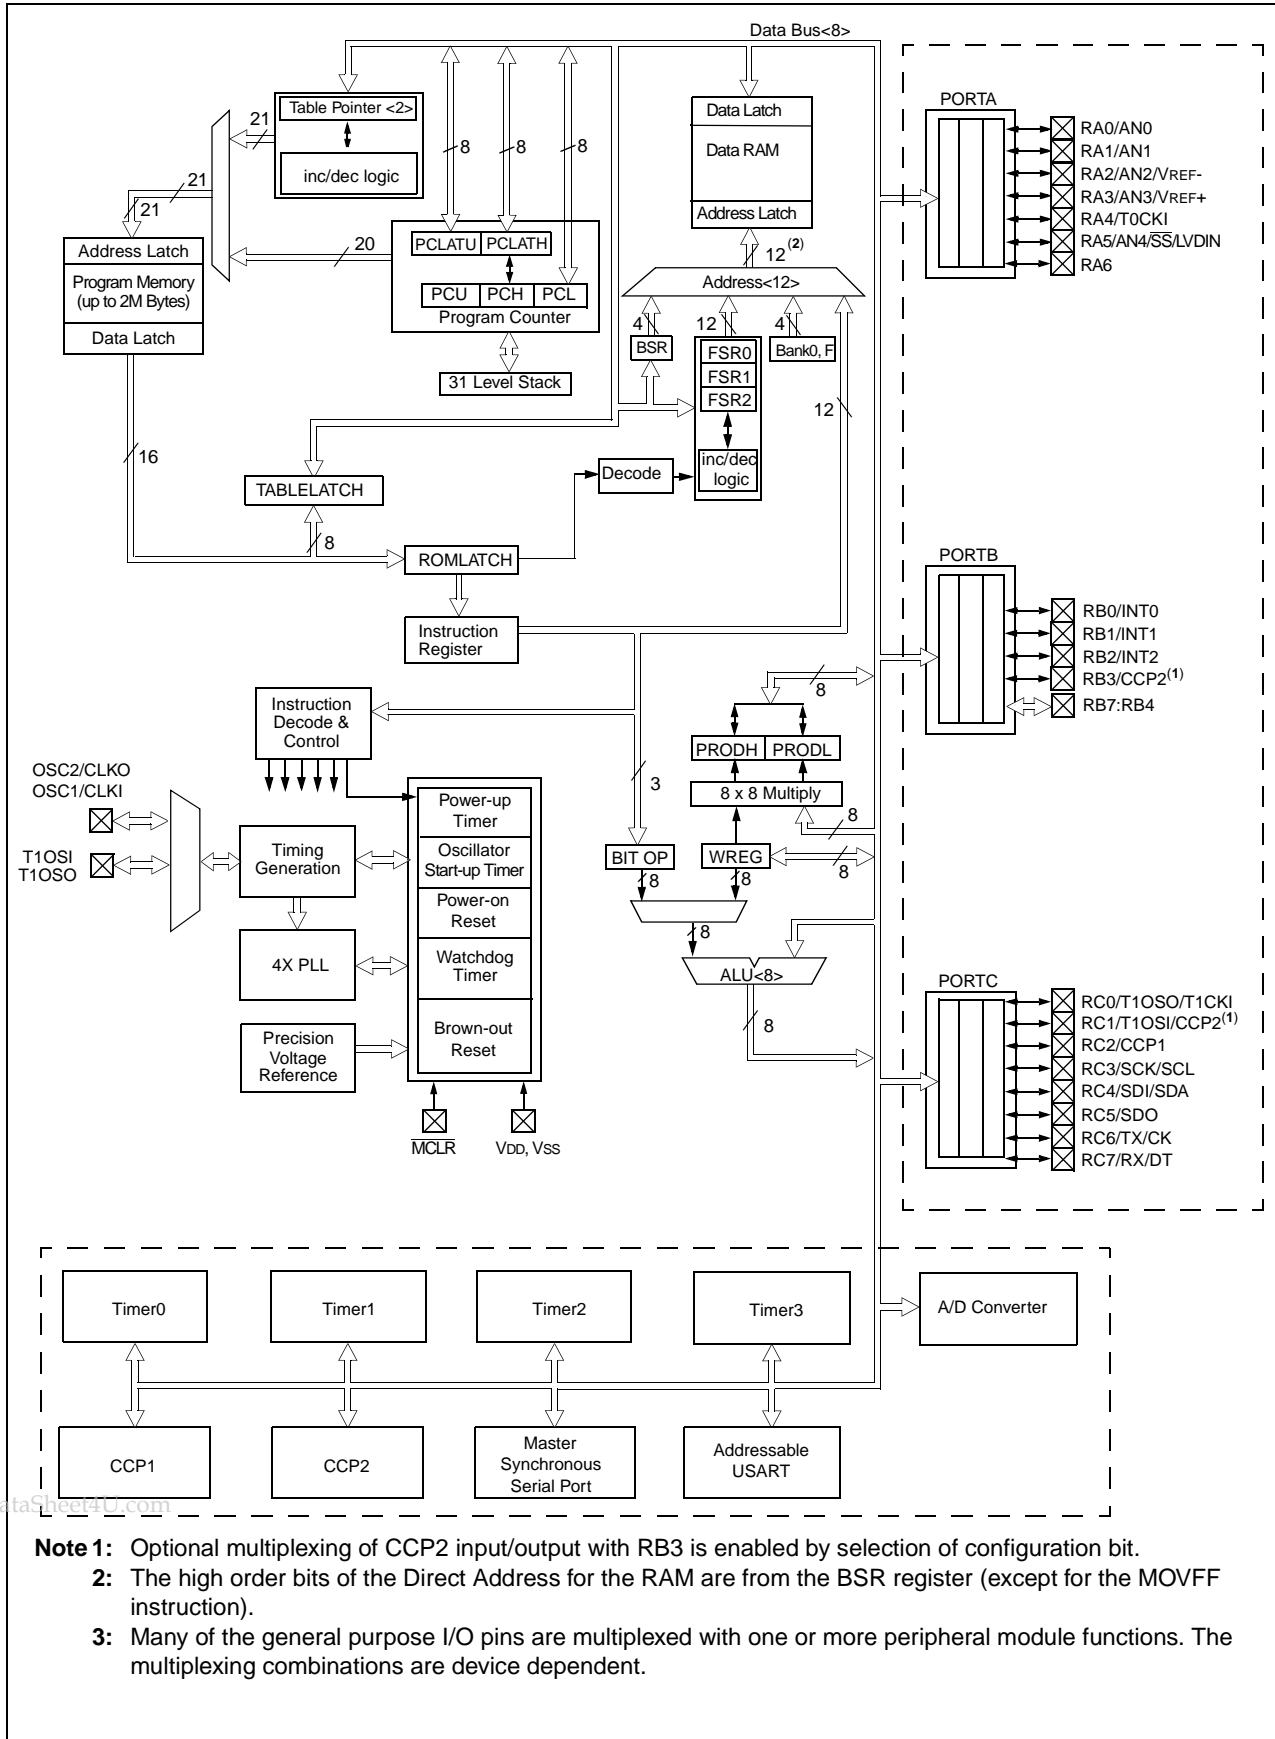 Data Bus<8>
Table Pointer <2>
inc/dec logic
21
21
21
20
8
8
8
Address Latch
Program Memory
(up to 2M Bytes)
Data Latch
PCLATU
PCLATH
PCU
PCH
PCL
Program Counter
31 Level Stack
Data Latch
Data RAM
Address Latch
12(2)
Address<12>
4
12
4
BSR
FSR0
FSR1
FSR2
inc/dec
logic
Bank0, F
12
16
TABLELATCH
8
Decode
ROMLATCH
Instruction
Register
PORTA
RA0/AN0
RA1/AN1
RA2/AN2/VREF-
RA3/AN3/VREF+
RA4/T0CKI
RA5/AN4/SS/LVDIN
RA6
PORTB
RB0/INT0
RB1/INT1
RB2/INT2
RB3/CCP2(1)
RB7:RB4
Instruction
Decode &
Control
OSC2/CLKO
OSC1/CLKI
T1OSI
T1OSO
Timing
Generation
4X PLL
Precision
Voltage
Reference
Power-up
Timer
Oscillator
Start-up Timer
Power-on
Reset
Watchdog
Timer
Brown-out
Reset
MCLR
VDD, VSS
8
PRODH
PRODL
8 x 8 Multiply
3
8
BIT OP
WREG
8
8
8
8
ALU<8>
8
PORTC
RC0/T1OSO/T1CKI
RC1/T1OSI/CCP2(1)
RC2/CCP1
RC3/SCK/SCL
RC4/SDI/SDA
RC5/SDO
RC6/TX/CK
RC7/RX/DT
Timer0
Timer1
Timer2
Timer3
A/D Converter
CCP1
CCP2
Master
Synchronous
Serial Port
Addressable
USART
ataSheet4U.com
Note 1: Optional multiplexing of CCP2 input/output with RB3 is enabled by selection of configuration bit.
2: The high order bits of the Direct Address for the RAM are from the BSR register (except for the MOVFF
instruction).
3: Many of the general purpose I/O pins are multiplexed with one or more peripheral module functions. The
multiplexing combinations are device dependent.